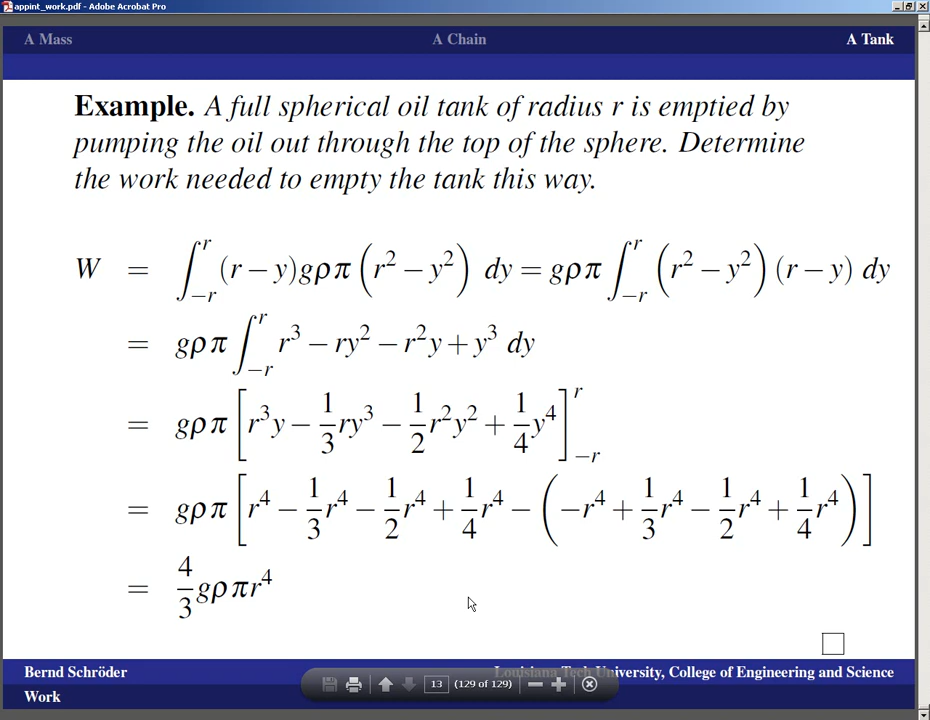 appint_work.pdf - Adobe Acrobat Pro
A Mass A Chain A Tank
Example. A full spherical oil tank of radius r is emptied by
pumping the oil out through the top of the sphere. Determine
the work needed to empty the tank this way.
W = ∫_{-r}^{r} (r − y)gρπ(r² − y²) dy = gρπ ∫_{-r}^{r} (r² − y²)(r − y) dy
= gρπ ∫_{-r}^{r} r³ − ry² − r²y + y³ dy
= gρπ [r³y − 1/3 ry³ − 1/2 r²y² + 1/4 y⁴]_{-r}^{r}
= gρπ [r⁴ − 1/3 r⁴ − 1/2 r⁴ + 1/4 r⁴ − (−r⁴ + 1/3 r⁴ − 1/2 r⁴ + 1/4 r⁴)]
= 4/3 gρπr⁴
Bernd Schröder Louisiana Tech University, College of Engineering and Science
13 (129 of 129)
Work